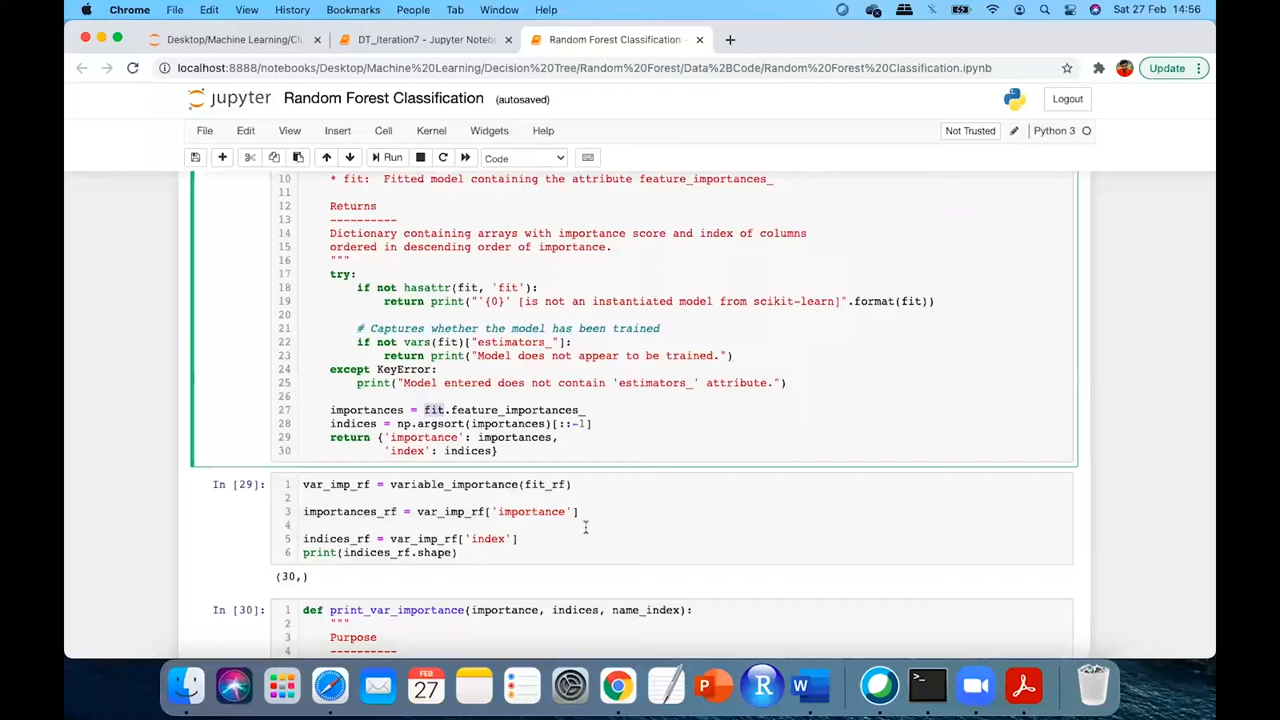 Chrome File Edit View History Bookmarks People Tab Window Help Sat 27 Feb 14:56
Desktop/Machine Learning/Clu × DT_Iteration7 - Jupyter Noteb × Random Forest Classification - × +
localhost:8888/notebooks/Desktop/Machine%20Learning/Decision%20Tree/Random%20Forest/Data%2BCode/Random%20Forest%20Classification.ipynb Update
jupyter Random Forest Classification (autosaved) Logout
File Edit View Insert Cell Kernel Widgets Help Not Trusted Python 3
Run Code
10 * fit: Fitted model containing the attribute feature_importances_
11
12 Returns
13 ----------
14 Dictionary containing arrays with importance score and index of columns
15 ordered in descending order of importance.
16 """
17 try:
18 if not hasattr(fit, 'fit'):
19 return print("'{0}' [is not an instantiated model from scikit-learn]".format(fit))
20
21 # Captures whether the model has been trained
22 if not vars(fit)["estimators_"]:
23 return print("Model does not appear to be trained.")
24 except KeyError:
25 print("Model entered does not contain 'estimators_' attribute.")
26
27 importances = fit.feature_importances_
28 indices = np.argsort(importances)[::-1]
29 return {'importance': importances,
30 'index': indices}
In [29]: 1 var_imp_rf = variable_importance(fit_rf)
2
3 importances_rf = var_imp_rf['importance']
4
5 indices_rf = var_imp_rf['index']
6 print(indices_rf.shape)
(30,)
In [30]: 1 def print_var_importance(importance, indices, name_index):
2 """
3 Purpose
4 ----------
FEB
27